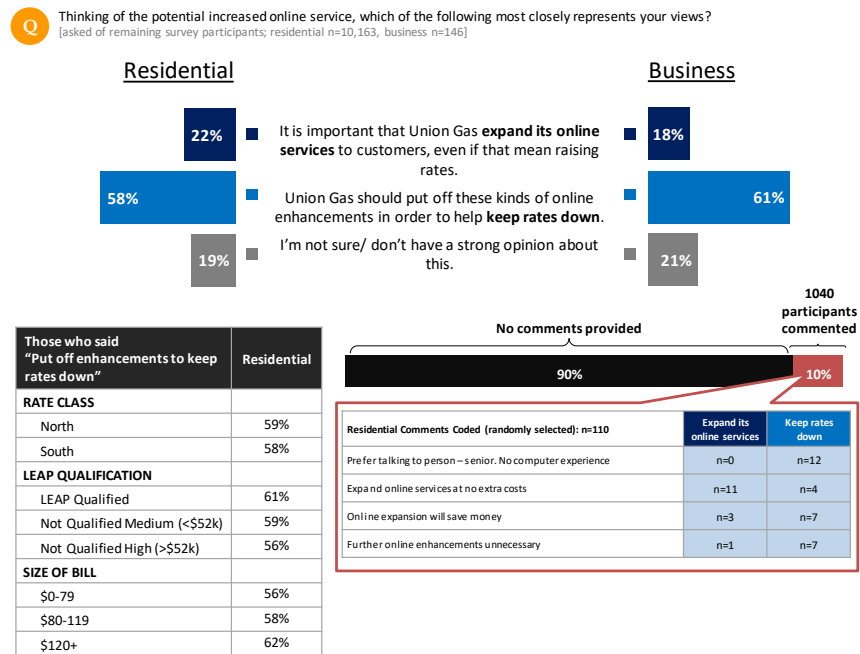 Q
Thinking of the potential increased online service, which of the following most closely represents your views?
[asked of remaining survey participants; residential n=10,163, business n=146]
Residential
Business
22%
It is important that Union Gas expand its online
services to customers, even if that mean raising
rates.
18%
58%
Union Gas should put off these kinds of online
enhancements in order to help keep rates down.
61%
19%
I'm not sure/ don't have a strong opinion about
this.
21%
Those who said
"Put off enhancements to keep
rates down"
Residential
RATE CLASS
North 59%
South 58%
LEAP QUALIFICATION
LEAP Qualified 61%
Not Qualified Medium (<$52k) 59%
Not Qualified High (>$52k) 56%
SIZE OF BILL
$0-79 56%
$80-119 58%
$120+ 62%
No comments provided
1040
participants
commented
90%
10%
Residential Comments Coded (randomly selected): n=110
Expand its
online services
Keep rates
down
Prefer talking to person – senior. No computer experience n=0 n=12
Expand online services at no extra costs n=11 n=4
Online expansion will save money n=3 n=7
Further online enhancements unnecessary n=1 n=7